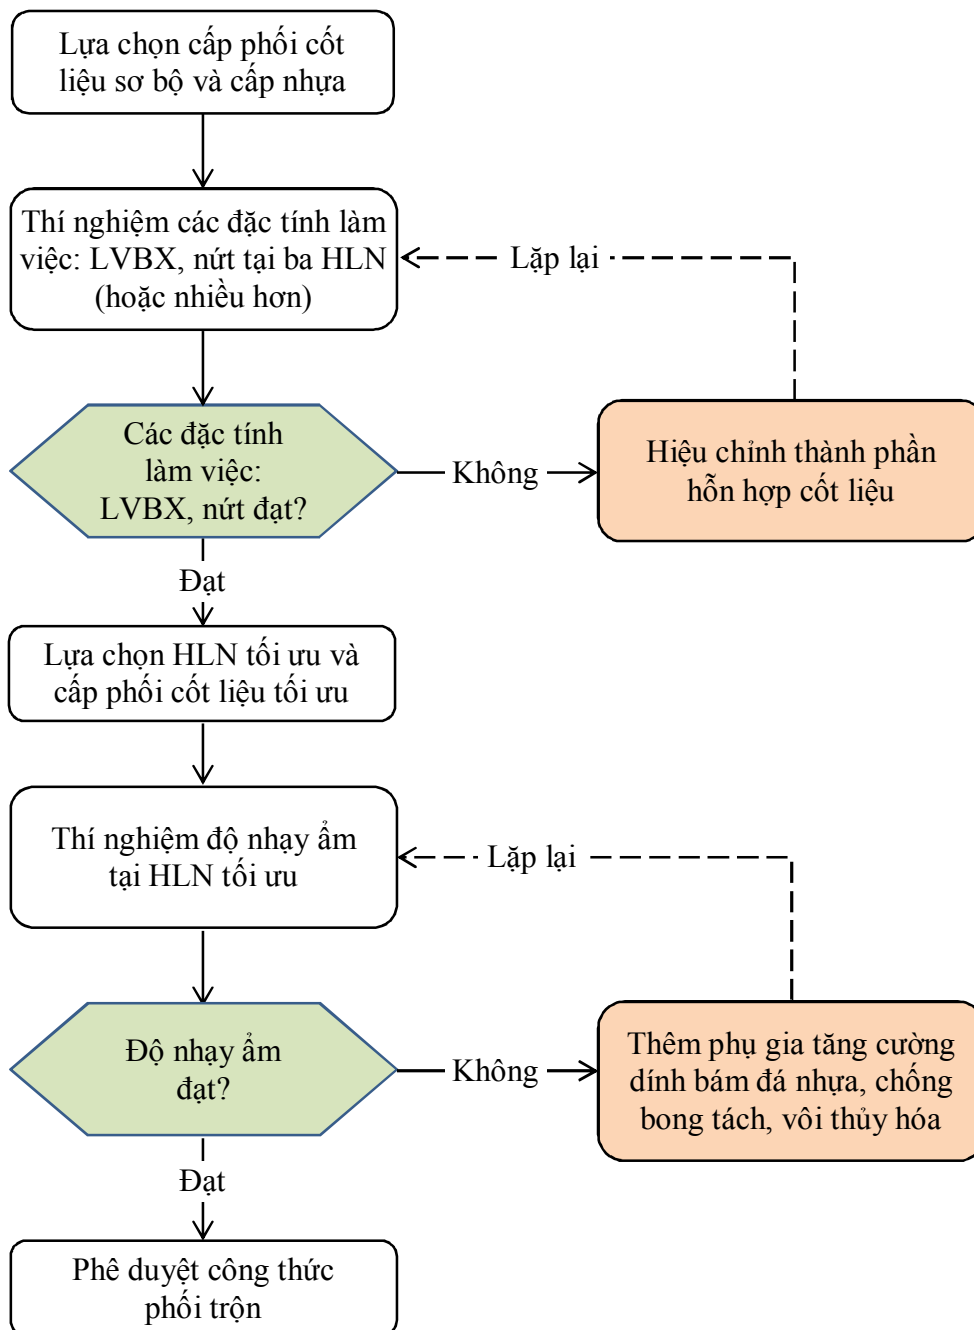 Lựa chọn cấp phối cốt
liệu sơ bộ và cấp nhựa
Thí nghiệm các đặc tính làm
việc: LVBX, nứt tại ba HLN
(hoặc nhiều hơn)
Lặp lại
Các đặc tính
làm việc:
LVBX, nứt đạt?
Không
Hiệu chỉnh thành phần
hỗn hợp cốt liệu
Đạt
Lựa chọn HLN tối ưu và
cấp phối cốt liệu tối ưu
Thí nghiệm độ nhạy ẩm
tại HLN tối ưu
Lặp lại
Độ nhạy ẩm
đạt?
Không
Thêm phụ gia tăng cường
dính bám đá nhựa, chống
bong tách, vôi thủy hóa
Đạt
Phê duyệt công thức
phối trộn